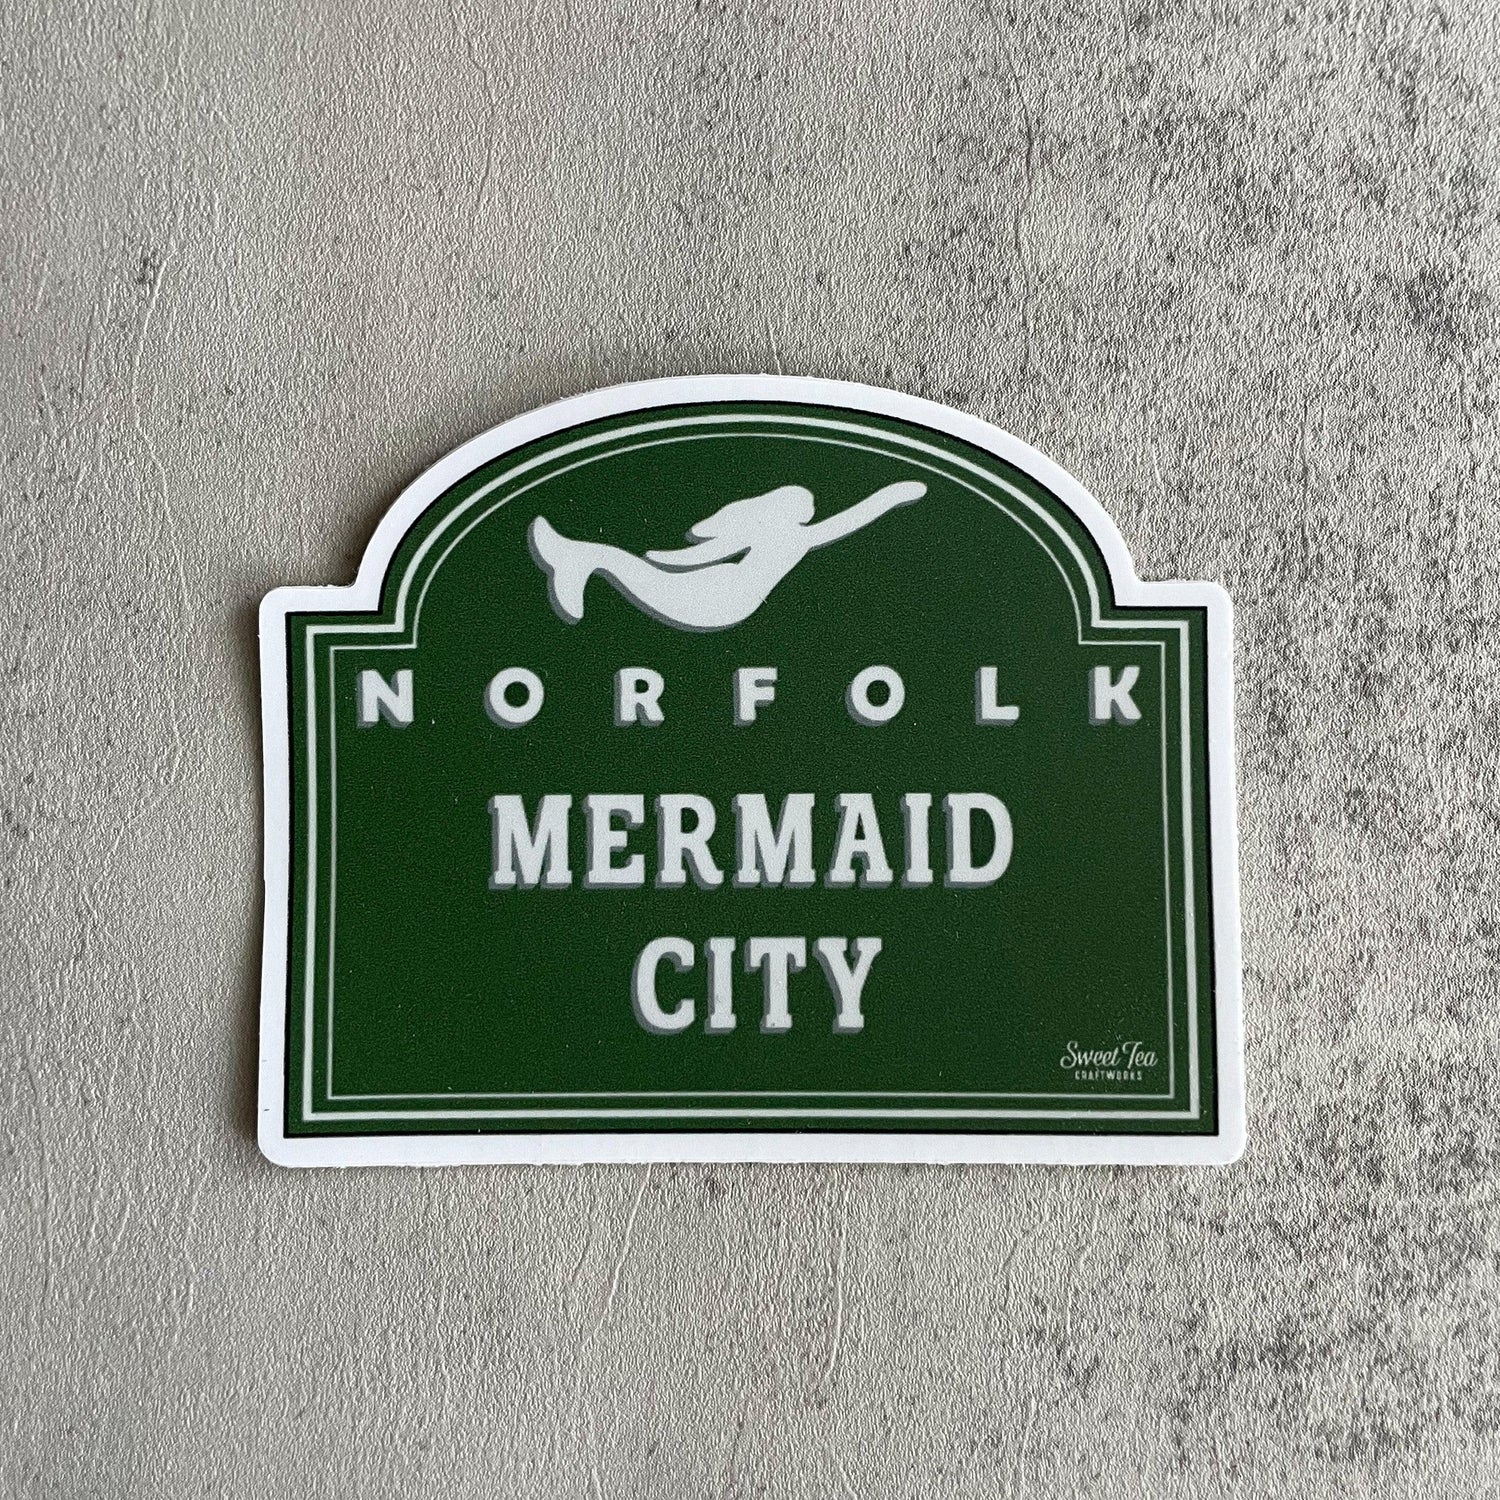 NORFOLK
MERMAID
CITY
Sweet Tea
CRAFTWORKS